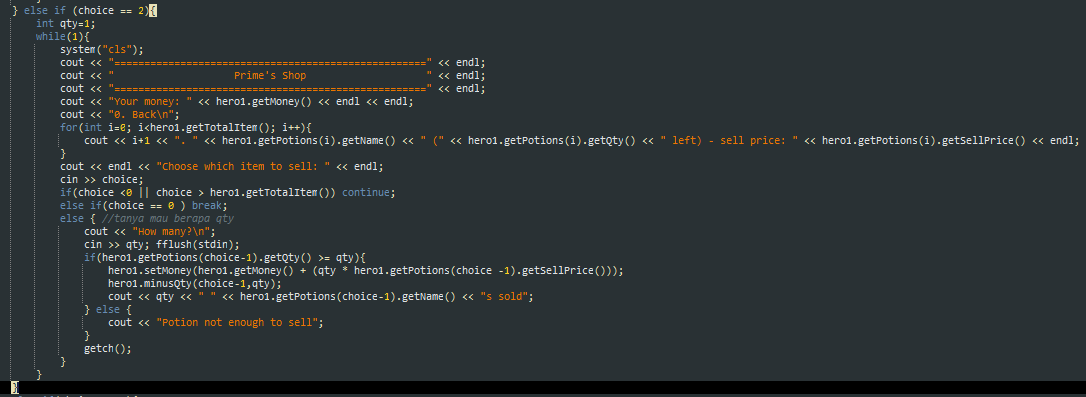 } else if (choice == 2){
int qty=1;
while(1){
system("cls");
cout << "====================================================" << endl;
cout << "                    Prime's Shop                    " << endl;
cout << "====================================================" << endl;
cout << "Your money: " << hero1.getMoney() << endl << endl;
cout << "0. Back\n";
for(int i=0; i<hero1.getTotalItem(); i++){
cout << i+1 << ". " << hero1.getPotions(i).getName() << " (" << hero1.getPotions(i).getQty() << " left) - sell price: " << hero1.getPotions(i).getSellPrice() << endl;
}
cout << endl << "Choose which item to sell: " << endl;
cin >> choice;
if(choice <0 || choice > hero1.getTotalItem()) continue;
else if(choice == 0 ) break;
else { //tanya mau berapa qty
cout << "How many?\n";
cin >> qty; fflush(stdin);
if(hero1.getPotions(choice-1).getQty() >= qty){
hero1.setMoney(hero1.getMoney() + (qty * hero1.getPotions(choice -1).getSellPrice()));
hero1.minusQty(choice-1,qty);
cout << qty << " " << hero1.getPotions(choice-1).getName() << "s sold";
} else {
cout << "Potion not enough to sell";
}
getch();
}
}
}